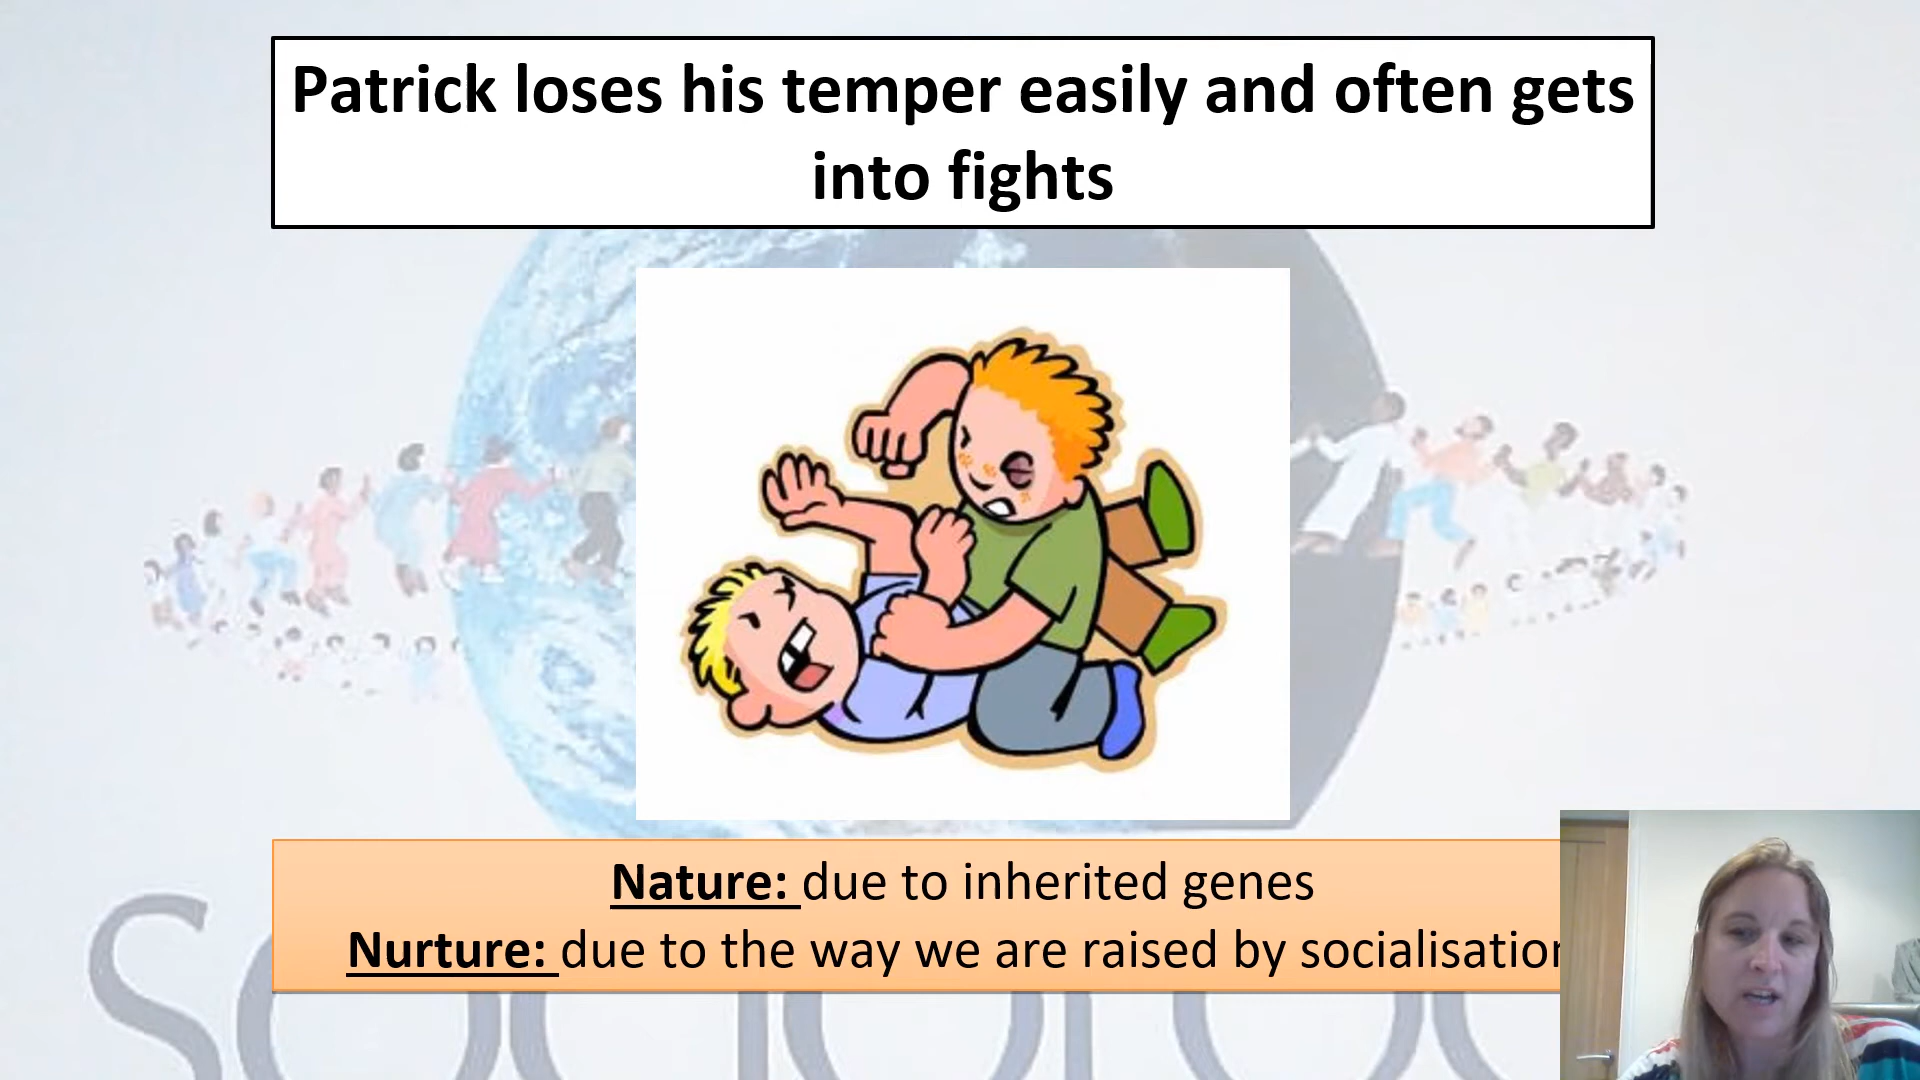 Patrick loses his temper easily and often gets
into fights
Nature: due to inherited genes
Nurture: due to the way we are raised by socialisation